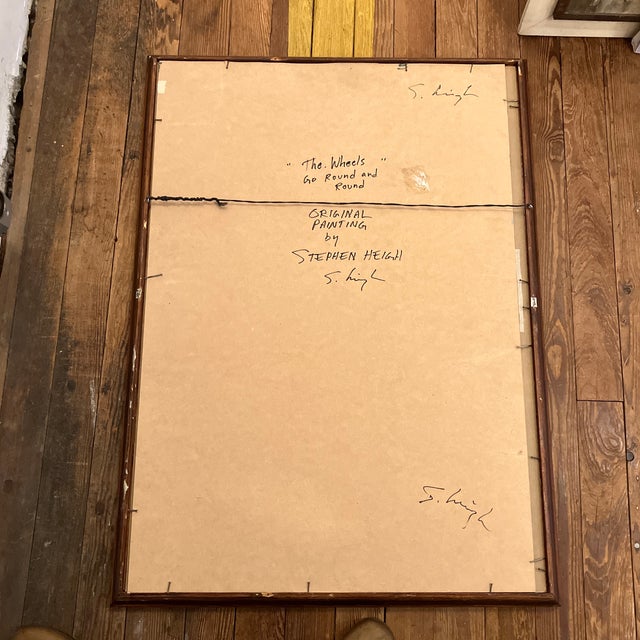 S. Heigh
"The Wheels"
Go Round and
Round
ORIGINAL
PAINTING
by
STEPHEN HEIGH
S. Heigh
S. Heigh